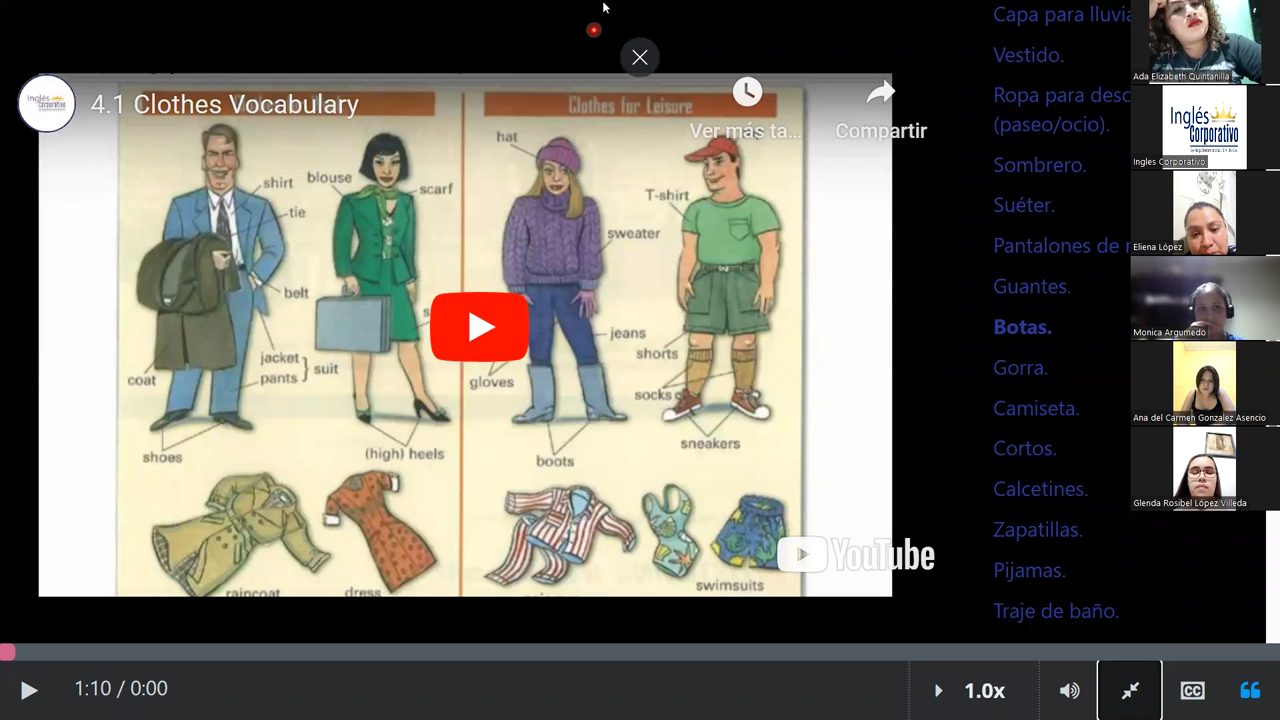 4.1 Clothes Vocabulary
Clothes for Leisure
Ver más ta...
Compartir
shirt
tie
belt
jacket
pants
suit
coat
shoes
blouse
scarf
(high) heels
raincoat
dress
hat
sweater
jeans
gloves
boots
T-shirt
shorts
socks
sneakers
swimsuits
YouTube
Capa para lluvi
Vestido.
Ropa para desc
(paseo/ocio).
Sombrero.
Suéter.
Pantalones de
Guantes.
Botas.
Gorra.
Camiseta.
Cortos.
Calcetines.
Zapatillas.
Pijamas.
Traje de baño.
Ada Elizabeth Quintanilla
Inglés
Corporativo
Ingles Corporativo
Eliena López
Monica Argumedo
Ana del Carmen Gonzalez Asencio
Glenda Rosibel López Villeda
1:10 / 0:00
1.0x
CC